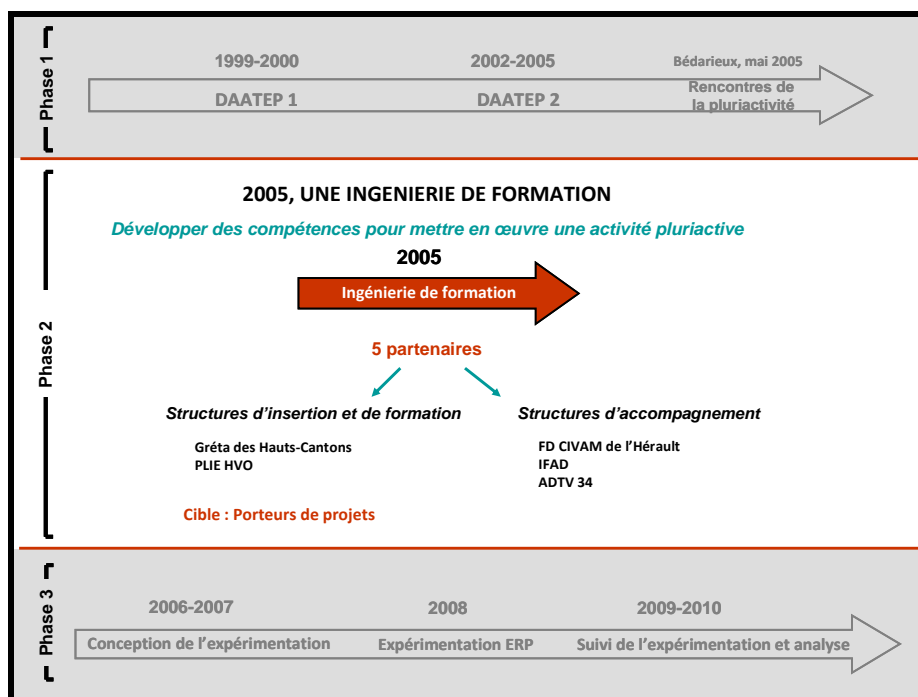 Phase 1
1999-2000
2002-2005
Bédarieux, mai 2005
DAATEP 1
DAATEP 2
Rencontres de
la pluriactivité
Phase 2
2005, UNE INGENIERIE DE FORMATION
Développer des compétences pour mettre en œuvre une activité pluriactive
2005
Ingénierie de formation
5 partenaires
Structures d’insertion et de formation
Gréta des Hauts-Cantons
PLIE HVO
Structures d’accompagnement
FD CIVAM de l’Hérault
IFAD
ADTV 34
Cible : Porteurs de projets
Phase 3
2006-2007
2008
2009-2010
Conception de l’expérimentation
Expérimentation ERP
Suivi de l’expérimentation et analyse